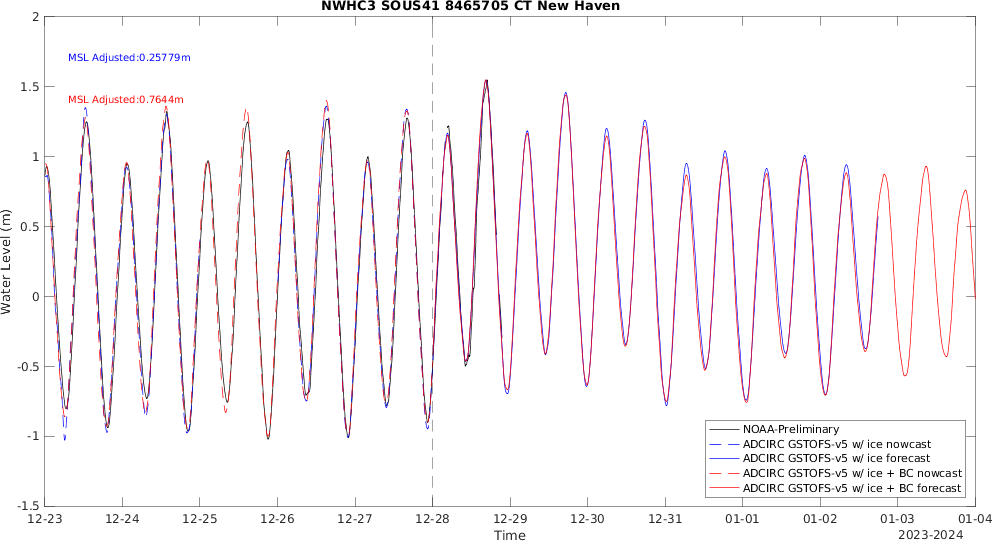 NWHC3 SOUS41 8465705 CT New Haven
2
MSL Adjusted:0.25779m
1.5
MSL Adjusted:0.7644m
1
0.5
0
-0.5
-1
-1.5
Water Level (m)
NOAA-Preliminary
ADCIRC GSTOFS-v5 w/ ice nowcast
ADCIRC GSTOFS-v5 w/ ice forecast
ADCIRC GSTOFS-v5 w/ ice + BC nowcast
ADCIRC GSTOFS-v5 w/ ice + BC forecast
12-23 12-24 12-25 12-26 12-27 12-28 12-29 12-30 12-31 01-01 01-02 01-03 01-04
Time
2023-2024